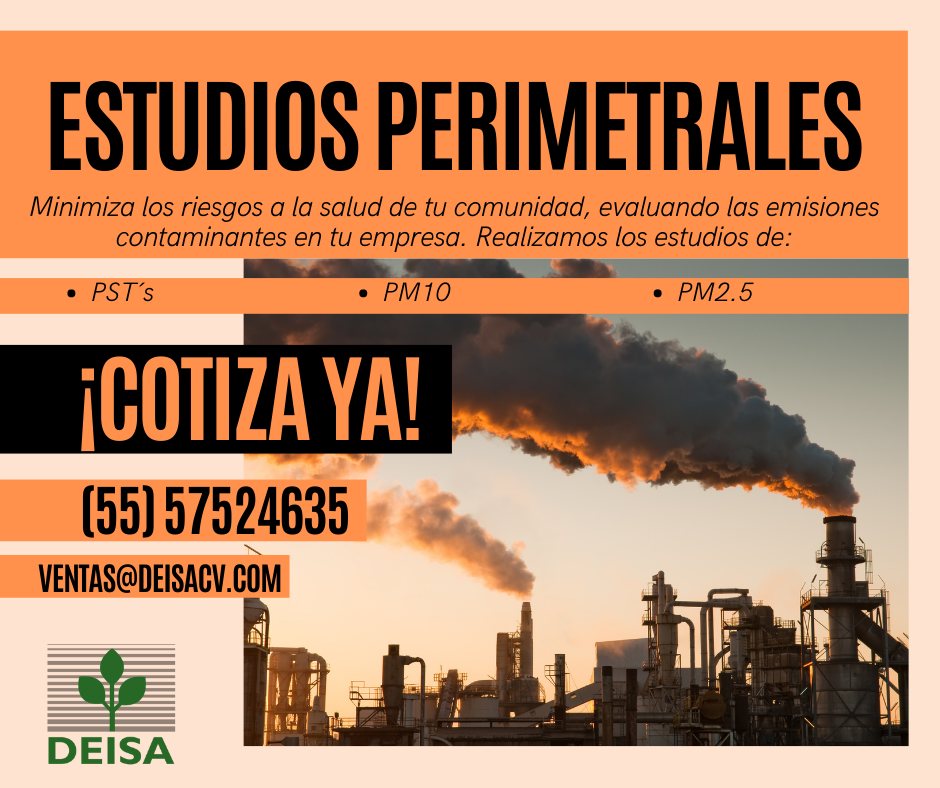 ESTUDIOS PERIMETRALES
Minimiza los riesgos a la salud de tu comunidad, evaluando las emisiones
contaminantes en tu empresa. Realizamos los estudios de:
• PST´s • PM10 • PM2.5
¡COTIZA YA!
(55) 57524635
VENTAS@DEISACV.COM
DEISA